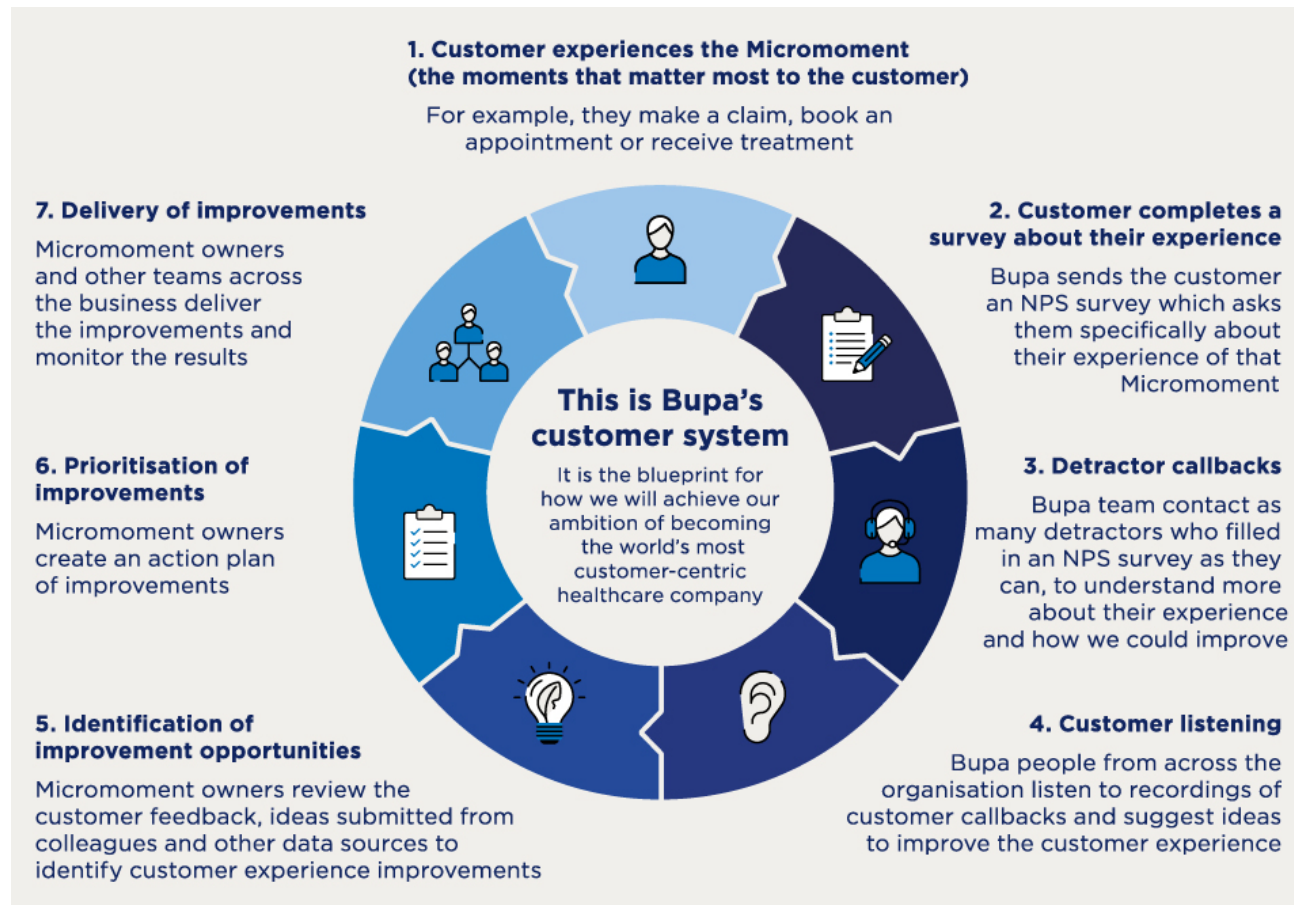 1. Customer experiences the Micromoment
(the moments that matter most to the customer)
For example, they make a claim, book an
appointment or receive treatment
2. Customer completes a
survey about their experience
Bupa sends the customer
an NPS survey which asks
them specifically about
their experience of that
Micromoment
3. Detractor callbacks
Bupa team contact as
many detractors who filled
in an NPS survey as they
can, to understand more
about their experience
and how we could improve
4. Customer listening
Bupa people from across the
organisation listen to recordings of
customer callbacks and suggest ideas
to improve the customer experience
5. Identification of
improvement opportunities
Micromoment owners review the
customer feedback, ideas submitted from
colleagues and other data sources to
identify customer experience improvements
6. Prioritisation of
improvements
Micromoment owners
create an action plan
of improvements
7. Delivery of improvements
Micromoment owners
and other teams across
the business deliver
the improvements and
monitor the results
This is Bupa's
customer system
It is the blueprint for
how we will achieve our
ambition of becoming
the world's most
customer-centric
healthcare company